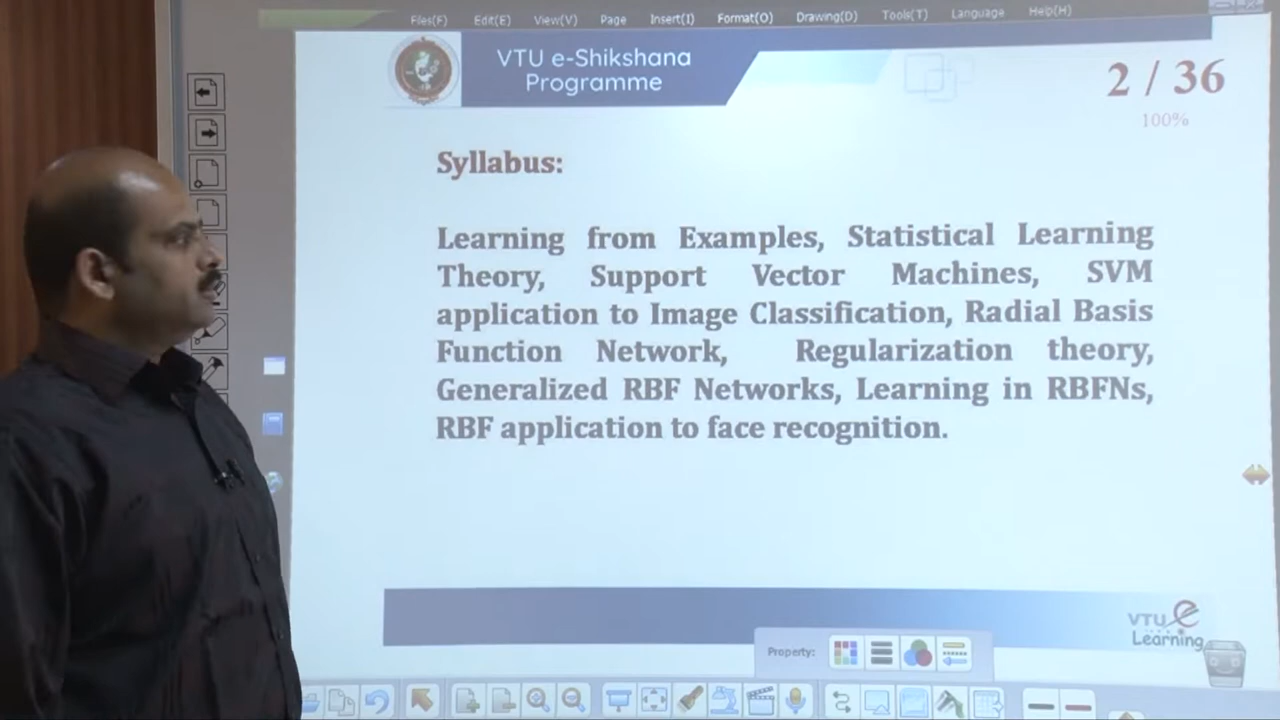 Files(F) Edit(E) View(V) Page Insert(I) Format(O) Drawing(D) Tools(T) Language Help(H)
VTU e-Shikshana
Programme
2 / 36
100%
Syllabus:
Learning from Examples, Statistical Learning
Theory, Support Vector Machines, SVM
application to Image Classification, Radial Basis
Function Network, Regularization theory,
Generalized RBF Networks, Learning in RBFNs,
RBF application to face recognition.
VTU e
Learning
Property: